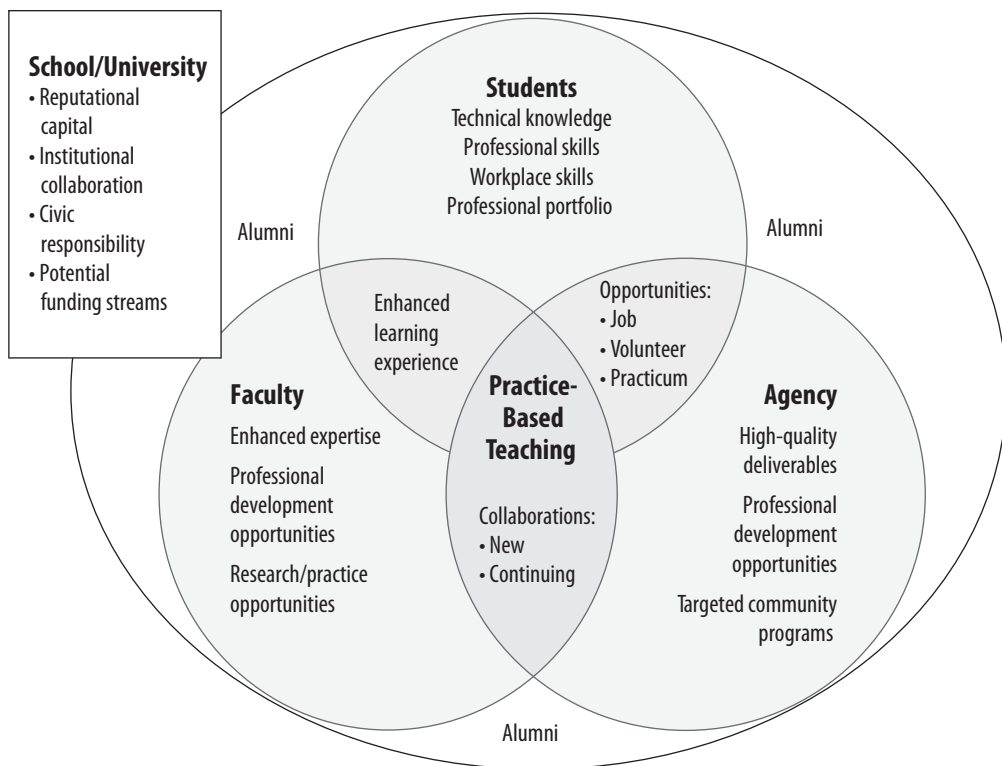 School/University
• Reputational
capital
• Institutional
collaboration
• Civic
responsibility
• Potential
funding streams
Students
Technical knowledge
Professional skills
Workplace skills
Professional portfolio
Alumni
Alumni
Enhanced
learning
experience
Opportunities:
• Job
• Volunteer
• Practicum
Practice-
Based
Teaching
Collaborations:
• New
• Continuing
Faculty
Enhanced expertise
Professional
development
opportunities
Research/practice
opportunities
Agency
High-quality
deliverables
Professional
development
opportunities
Targeted community
programs
Alumni